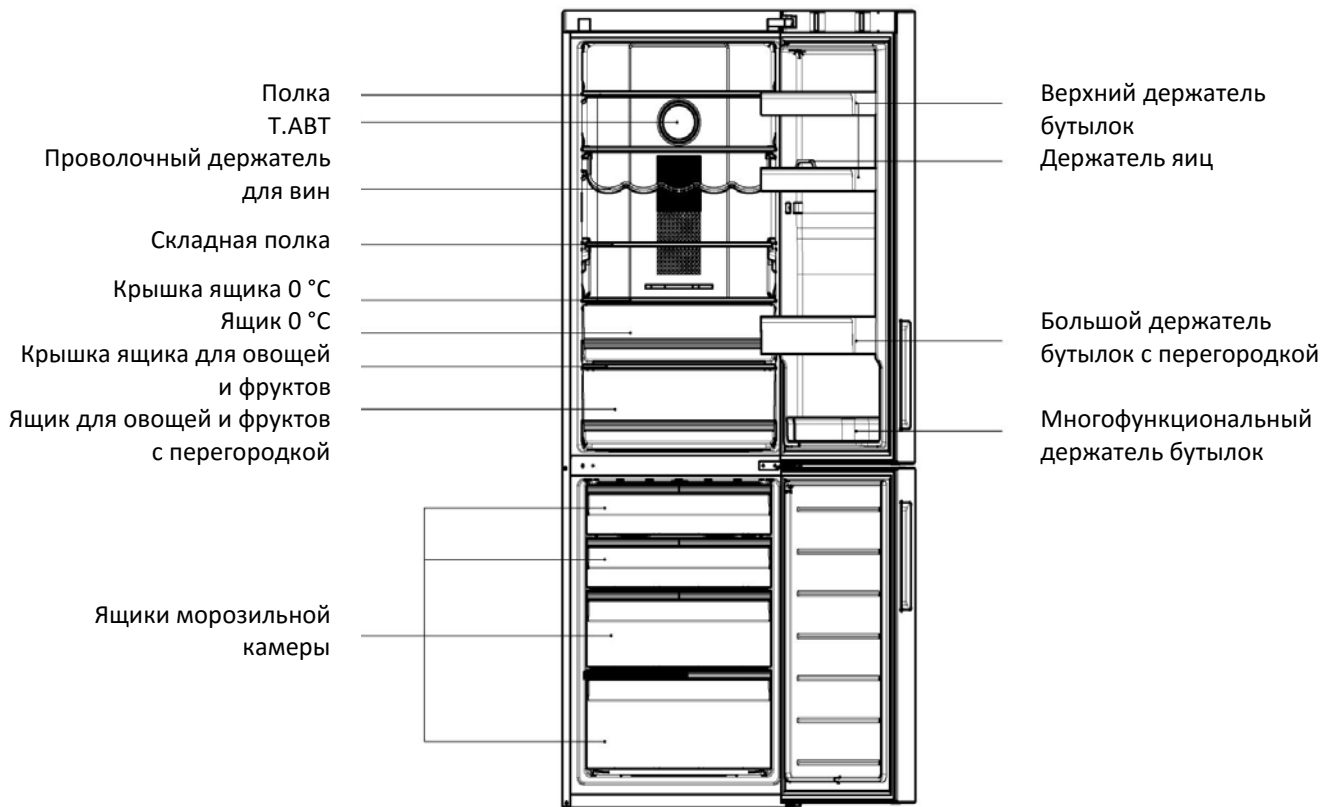 Полка
T.ABT
Проволочный держатель
для вин
Складная полка
Крышка ящика 0 °C
Ящик 0 °C
Крышка ящика для овощей
и фруктов
Ящик для овощей и фруктов
с перегородкой
Ящики морозильной
камеры
Верхний держатель
бутылок
Держатель яиц
Большой держатель
бутылок с перегородкой
Многофункциональный
держатель бутылок